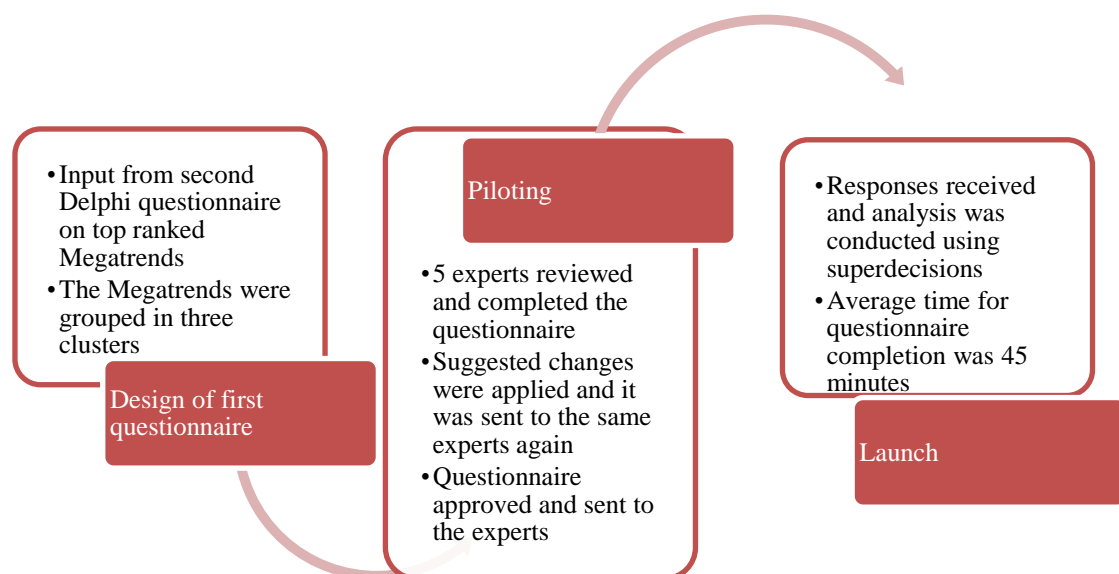 •Input from second
Delphi questionnaire
on top ranked
Megatrends
•The Megatrends were
grouped in three
clusters
Design of first
questionnaire
Piloting
•5 experts reviewed
and completed the
questionnaire
•Suggested changes
were applied and it
was sent to the same
experts again
•Questionnaire
approved and sent to
the experts
•Responses received
and analysis was
conducted using
superdecisions
•Average time for
questionnaire
completion was 45
minutes
Launch